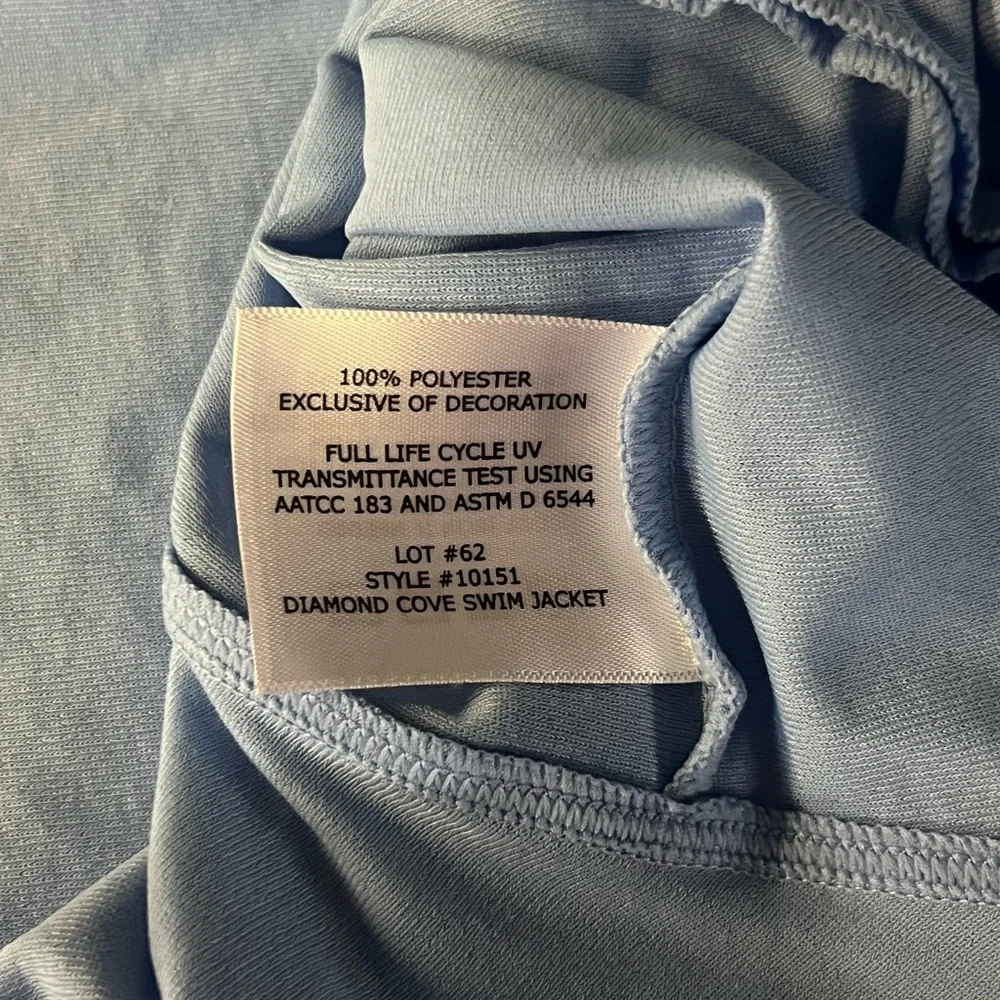 100% POLYESTER
EXCLUSIVE OF DECORATION
FULL LIFE CYCLE UV
TRANSMITTANCE TEST USING
AATCC 183 AND ASTM D 6544
LOT #62
STYLE #10151
DIAMOND COVE SWIM JACKET